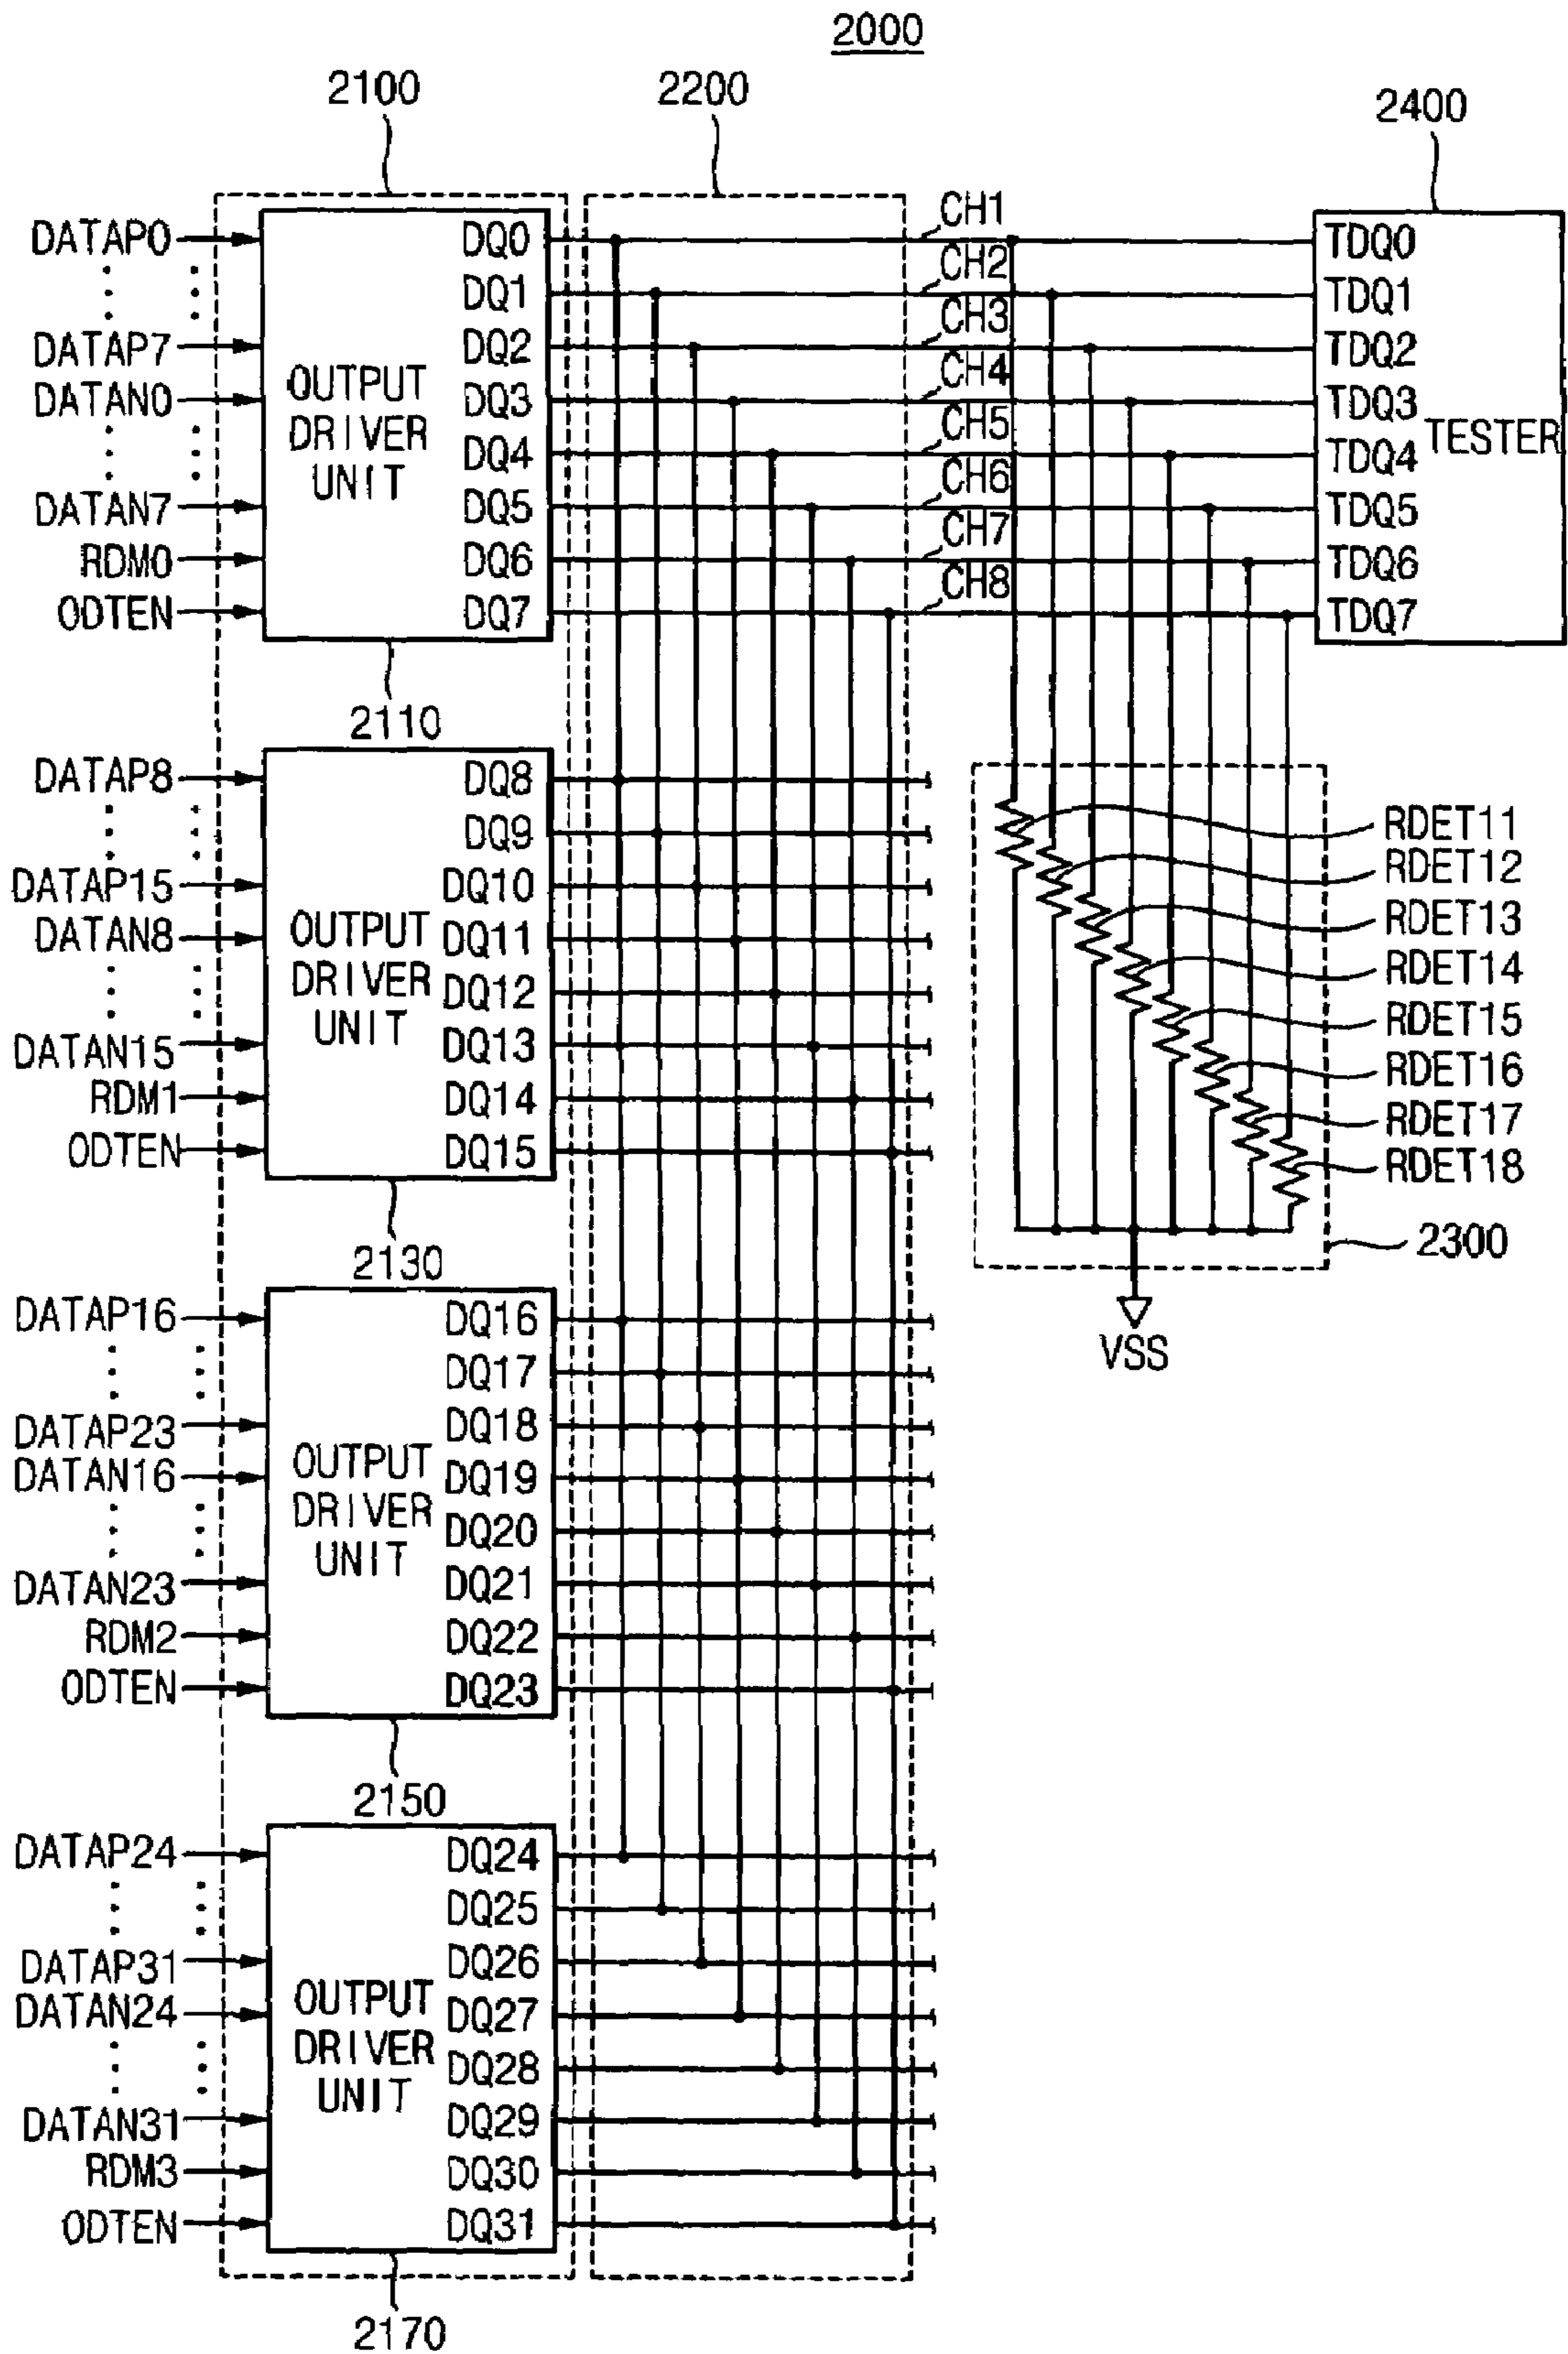 2000
2100
2200
2400
DATAP0
DATAP7
DATAN0
DATAN7
RDM0
ODTEN
OUTPUT
DRIVER
UNIT
DQ0
DQ1
DQ2
DQ3
DQ4
DQ5
DQ6
DQ7
CH1
CH2
CH3
CH4
CH5
CH6
CH7
CH8
TDQ0
TDQ1
TDQ2
TDQ3
TDQ4
TDQ5
TDQ6
TDQ7
TESTER
2110
DATAP8
DATAP15
DATAN8
DATAN15
RDM1
ODTEN
OUTPUT
DRIVER
UNIT
DQ8
DQ9
DQ10
DQ11
DQ12
DQ13
DQ14
DQ15
RDET11
RDET12
RDET13
RDET14
RDET15
RDET16
RDET17
RDET18
2300
VSS
2130
DATAP16
DATAP23
DATAN16
DATAN23
RDM2
ODTEN
OUTPUT
DRIVER
UNIT
DQ16
DQ17
DQ18
DQ19
DQ20
DQ21
DQ22
DQ23
2150
DATAP24
DATAP31
DATAN24
DATAN31
RDM3
ODTEN
OUTPUT
DRIVER
UNIT
DQ24
DQ25
DQ26
DQ27
DQ28
DQ29
DQ30
DQ31
2170